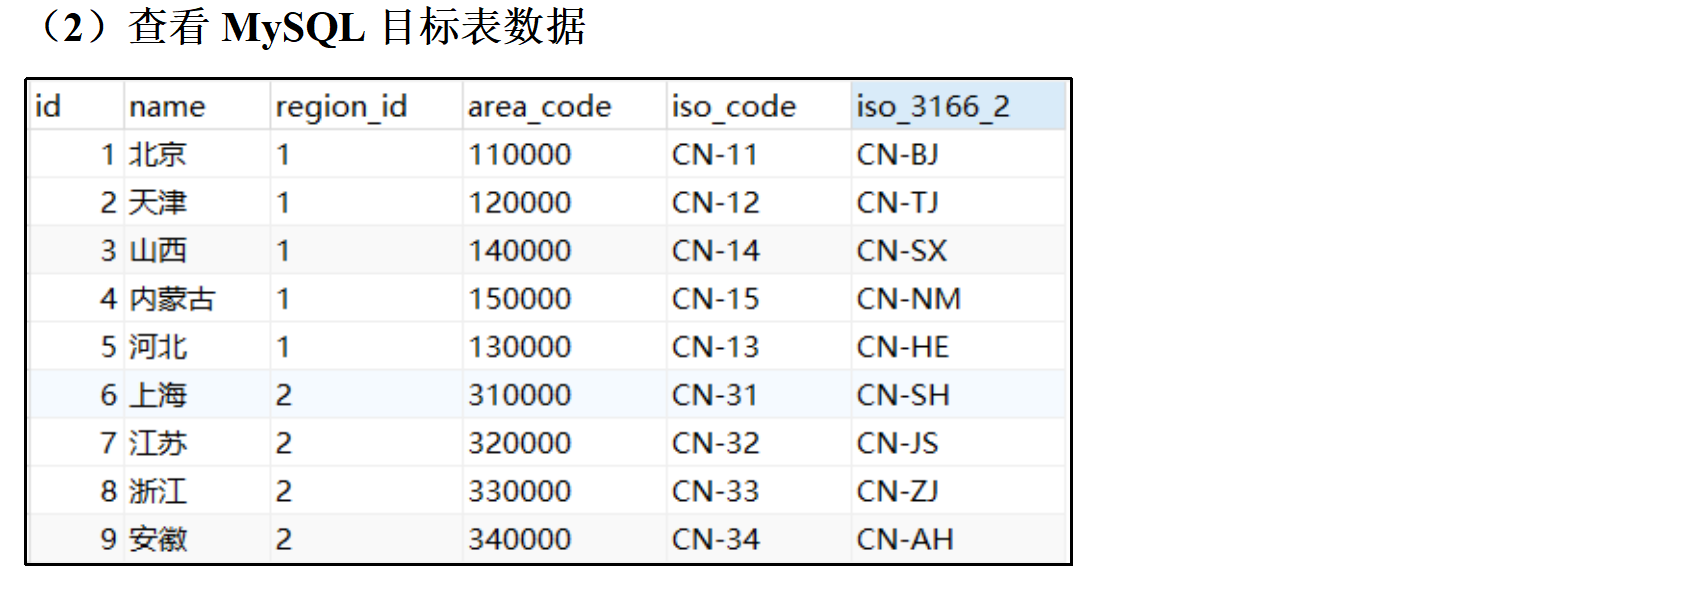 （2）查看 MySQL 目标表数据
id name region_id area_code iso_code iso_3166_2
1 北京 1 110000 CN-11 CN-BJ
2 天津 1 120000 CN-12 CN-TJ
3 山西 1 140000 CN-14 CN-SX
4 内蒙古 1 150000 CN-15 CN-NM
5 河北 1 130000 CN-13 CN-HE
6 上海 2 310000 CN-31 CN-SH
7 江苏 2 320000 CN-32 CN-JS
8 浙江 2 330000 CN-33 CN-ZJ
9 安徽 2 340000 CN-34 CN-AH